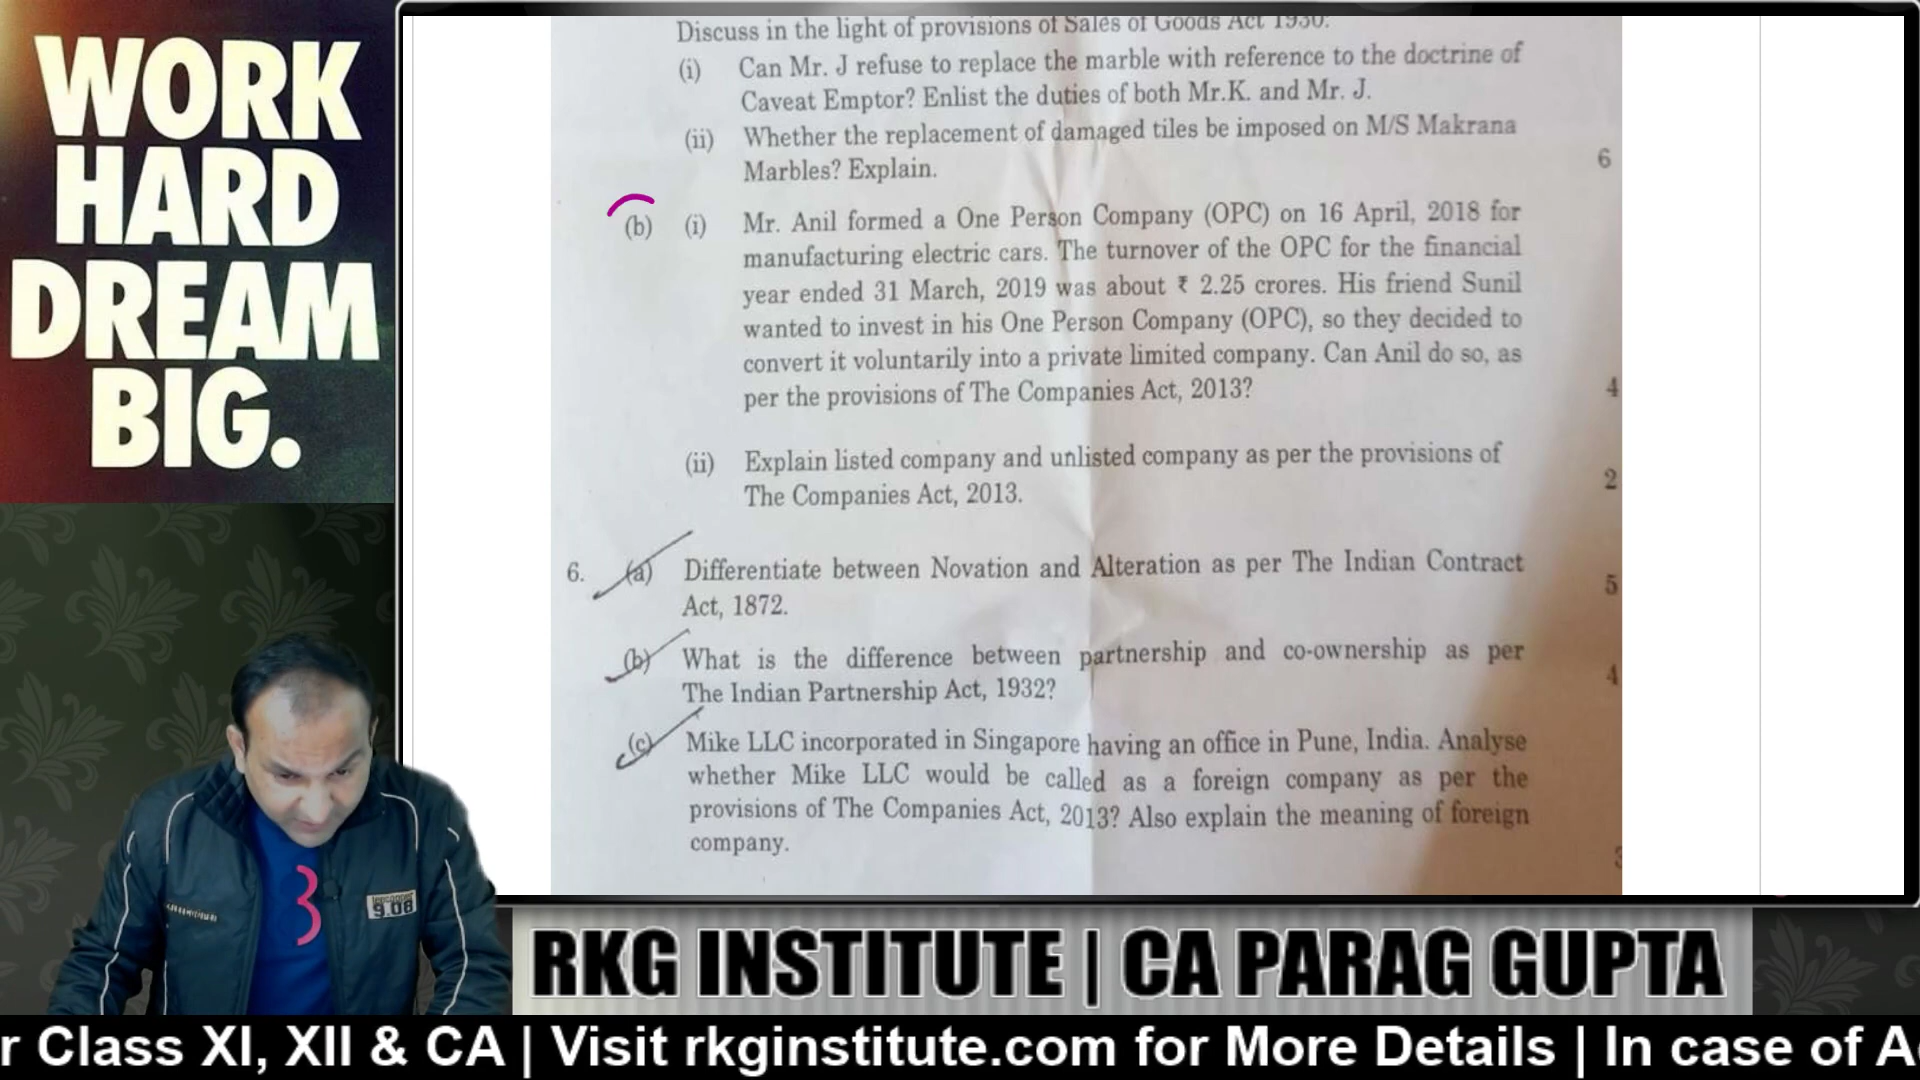 WORK
HARD
DREAM
BIG.
Discuss in the light of provisions of Sales of Goods Act 1930:
(i) Can Mr. J refuse to replace the marble with reference to the doctrine of
Caveat Emptor? Enlist the duties of both Mr.K. and Mr. J.
(ii) Whether the replacement of damaged tiles be imposed on M/S Makrana
Marbles? Explain.
6
(b) (i) Mr. Anil formed a One Person Company (OPC) on 16 April, 2018 for
manufacturing electric cars. The turnover of the OPC for the financial
year ended 31 March, 2019 was about ₹ 2.25 crores. His friend Sunil
wanted to invest in his One Person Company (OPC), so they decided to
convert it voluntarily into a private limited company. Can Anil do so, as
per the provisions of The Companies Act, 2013?
4
(ii) Explain listed company and unlisted company as per the provisions of
The Companies Act, 2013.
2
6. (a) Differentiate between Novation and Alteration as per The Indian Contract
Act, 1872.
5
(b) What is the difference between partnership and co-ownership as per
The Indian Partnership Act, 1932?
4
(c) Mike LLC incorporated in Singapore having an office in Pune, India. Analyse
whether Mike LLC would be called as a foreign company as per the
provisions of The Companies Act, 2013? Also explain the meaning of foreign
company.
3
9.08
RKG INSTITUTE | CA PARAG GUPTA
r Class XI, XII & CA | Visit rkginstitute.com for More Details | In case of A